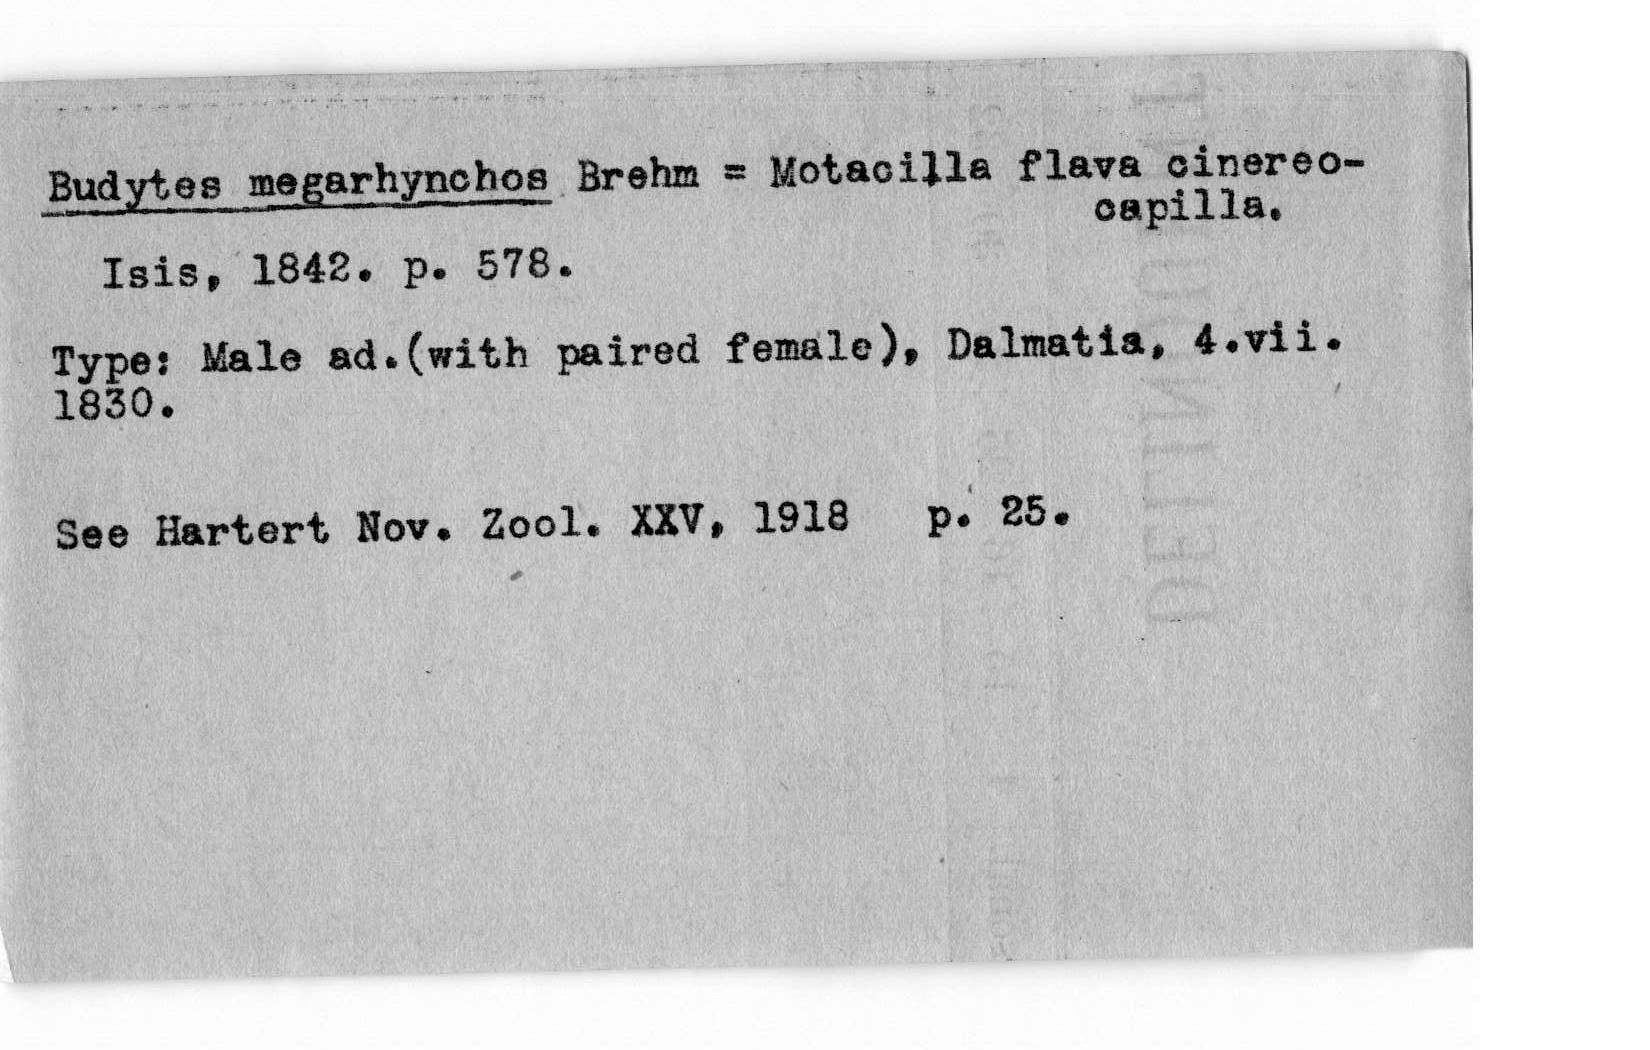 Budytes megarhynchos Brehm = Motacilla flava cinereo-
capilla.
Isis, 1842. p. 578.
Type: Male ad.(with paired female), Dalmatia, 4.vii.
1830.
See Hartert Nov. Zool. XXV, 1918 p. 25.